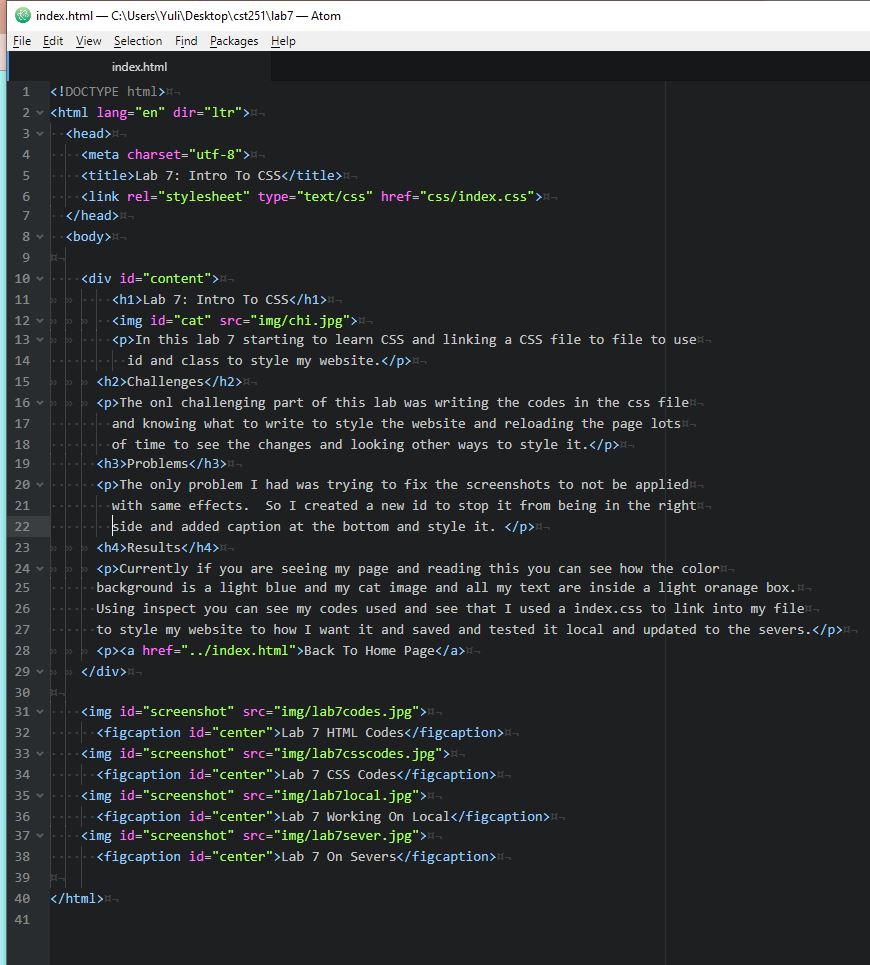 index.html — C:\Users\Yuli\Desktop\cst251\lab7 — Atom
File Edit View Selection Find Packages Help
index.html
1 <!DOCTYPE html>
2 <html lang="en" dir="ltr">
3 <head>
4 <meta charset="utf-8">
5 <title>Lab 7: Intro To CSS</title>
6 <link rel="stylesheet" type="text/css" href="css/index.css">
7 </head>
8 <body>
9
10 <div id="content">
11 <h1>Lab 7: Intro To CSS</h1>
12 <img id="cat" src="img/chi.jpg">
13 <p>In this lab 7 starting to learn CSS and linking a CSS file to file to use
14 id and class to style my website.</p>
15 <h2>Challenges</h2>
16 <p>The onl challenging part of this lab was writing the codes in the css file
17 and knowing what to write to style the website and reloading the page lots
18 of time to see the changes and looking other ways to style it.</p>
19 <h3>Problems</h3>
20 <p>The only problem I had was trying to fix the screenshots to not be applied
21 with same effects.  So I created a new id to stop it from being in the right
22 side and added caption at the bottom and style it. </p>
23 <h4>Results</h4>
24 <p>Currently if you are seeing my page and reading this you can see how the color
25 background is a light blue and my cat image and all my text are inside a light oranage box.
26 Using inspect you can see my codes used and see that I used a index.css to link into my file
27 to style my website to how I want it and saved and tested it local and updated to the severs.</p>
28 <p><a href="../index.html">Back To Home Page</a>
29 </div>
30
31 <img id="screenshot" src="img/lab7codes.jpg">
32 <figcaption id="center">Lab 7 HTML Codes</figcaption>
33 <img id="screenshot" src="img/lab7csscodes.jpg">
34 <figcaption id="center">Lab 7 CSS Codes</figcaption>
35 <img id="screenshot" src="img/lab7local.jpg">
36 <figcaption id="center">Lab 7 Working On Local</figcaption>
37 <img id="screenshot" src="img/lab7sever.jpg">
38 <figcaption id="center">Lab 7 On Severs</figcaption>
39
40 </html>
41